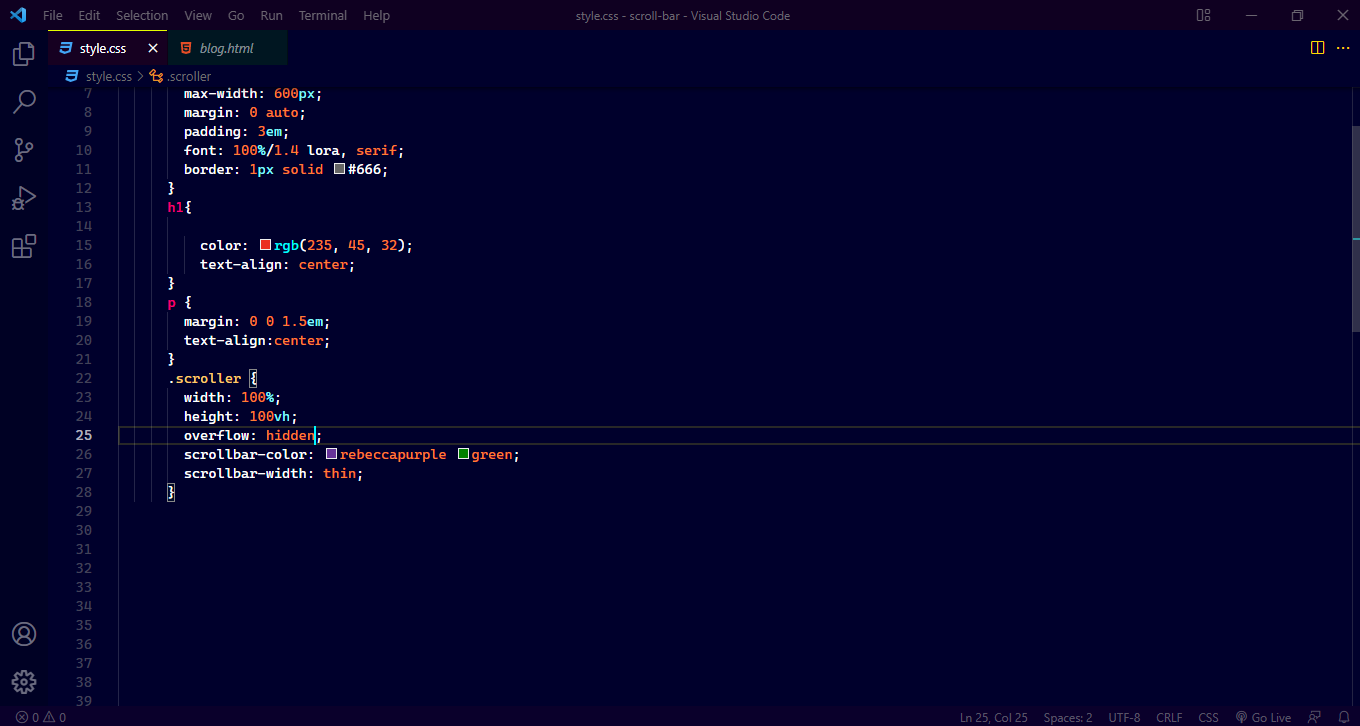 File Edit Selection View Go Run Terminal Help style.css - scroll-bar - Visual Studio Code
style.css blog.html
style.css > .scroller
7 max-width: 600px;
8 margin: 0 auto;
9 padding: 3em;
10 font: 100%/1.4 lora, serif;
11 border: 1px solid #666;
12 }
13 h1{
14
15 color: rgb(235, 45, 32);
16 text-align: center;
17 }
18 p {
19 margin: 0 0 1.5em;
20 text-align:center;
21 }
22 .scroller {
23 width: 100%;
24 height: 100vh;
25 overflow: hidden;
26 scrollbar-color: rebeccapurple green;
27 scrollbar-width: thin;
28 }
29
30
31
32
33
34
35
36
37
38
39
0 0 Ln 25, Col 25 Spaces: 2 UTF-8 CRLF CSS Go Live